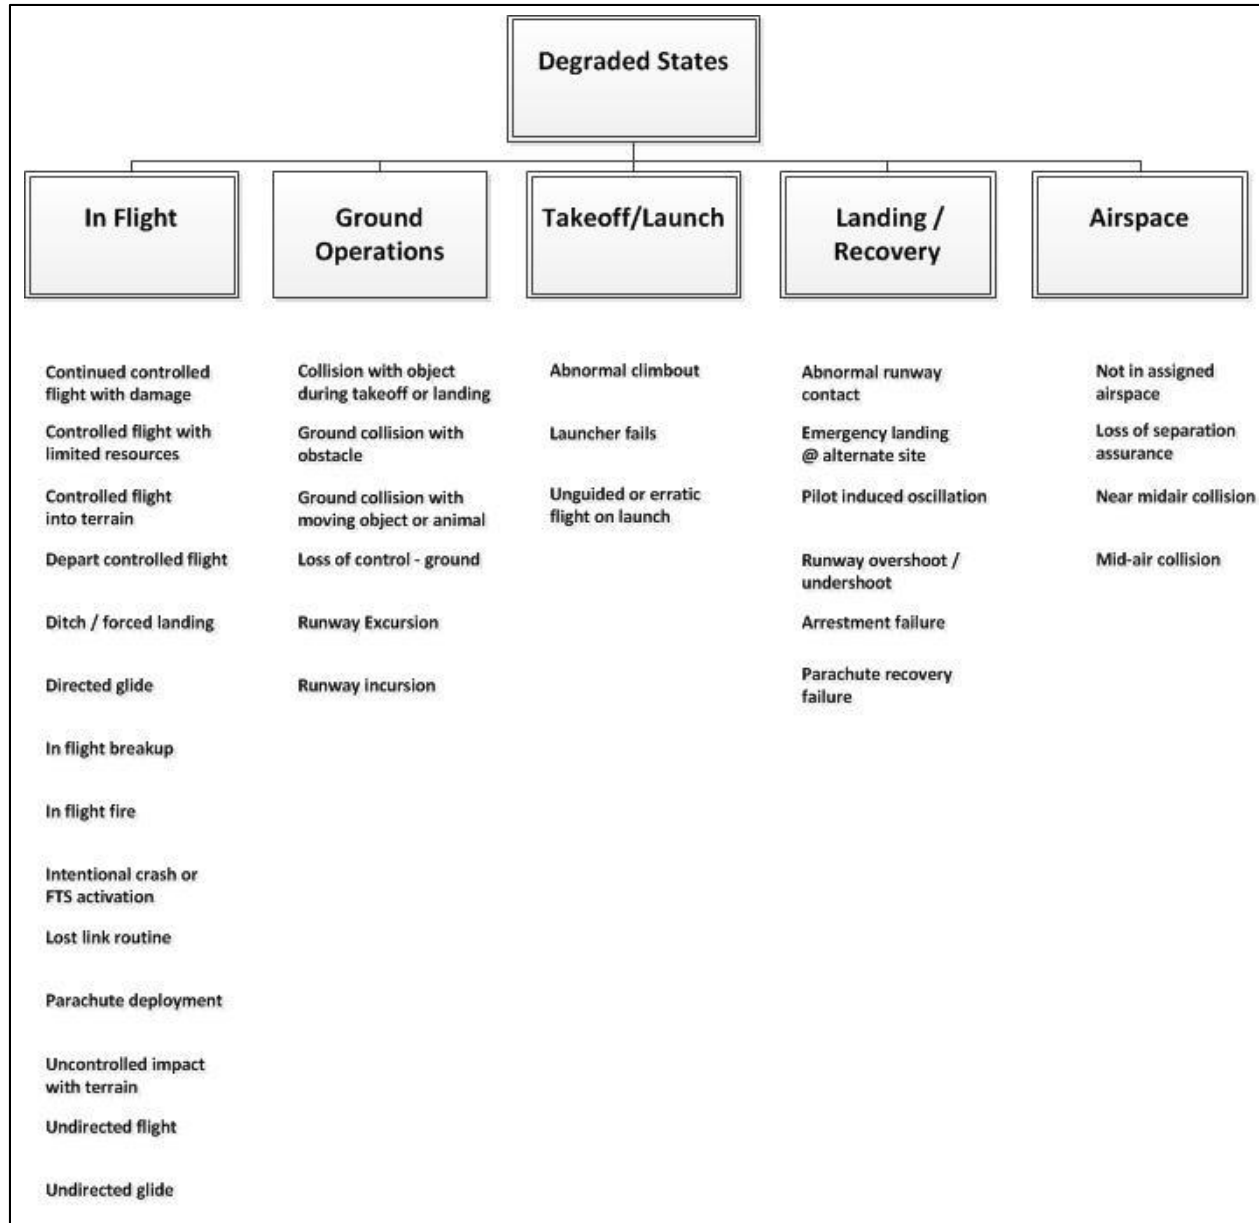 Degraded States
In Flight
Ground
Operations
Takeoff/Launch
Landing /
Recovery
Airspace
Continued controlled
flight with damage
Controlled flight with
limited resources
Controlled flight
into terrain
Depart controlled flight
Ditch / forced landing
Directed glide
In flight breakup
In flight fire
Intentional crash or
FTS activation
Lost link routine
Parachute deployment
Uncontrolled impact
with terrain
Undirected flight
Undirected glide
Collision with object
during takeoff or landing
Ground collision with
obstacle
Ground collision with
moving object or animal
Loss of control - ground
Runway Excursion
Runway incursion
Abnormal climbout
Launcher fails
Unguided or erratic
flight on launch
Abnormal runway
contact
Emergency landing
@ alternate site
Pilot induced oscillation
Runway overshoot /
undershoot
Arrestment failure
Parachute recovery
failure
Not in assigned
airspace
Loss of separation
assurance
Near midair collision
Mid-air collision